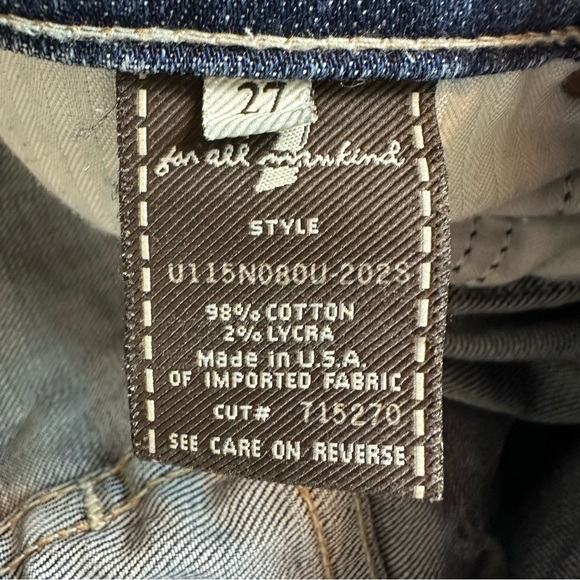 27
7
for all mankind
STYLE
U115N080U-202S
98% COTTON
2% LYCRA
Made in U.S.A.
OF IMPORTED FABRIC
CUT# 715270
SEE CARE ON REVERSE